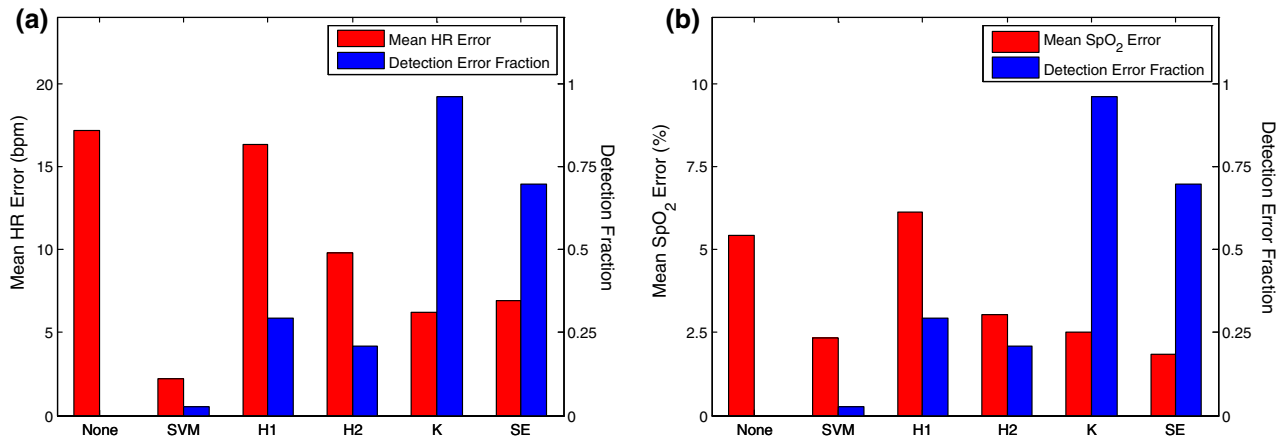 (a)
Mean HR Error
Detection Error Fraction
Mean HR Error (bpm)
20
15
10
5
0
1
0.75
0.5
0.25
0
Detection Error Fraction
None SVM H1 H2 K SE
(b)
Mean SpO2 Error
Detection Error Fraction
Mean SpO2 Error (%)
10
7.5
5
2.5
0
1
0.75
0.5
0.25
0
Detection Error Fraction
None SVM H1 H2 K SE